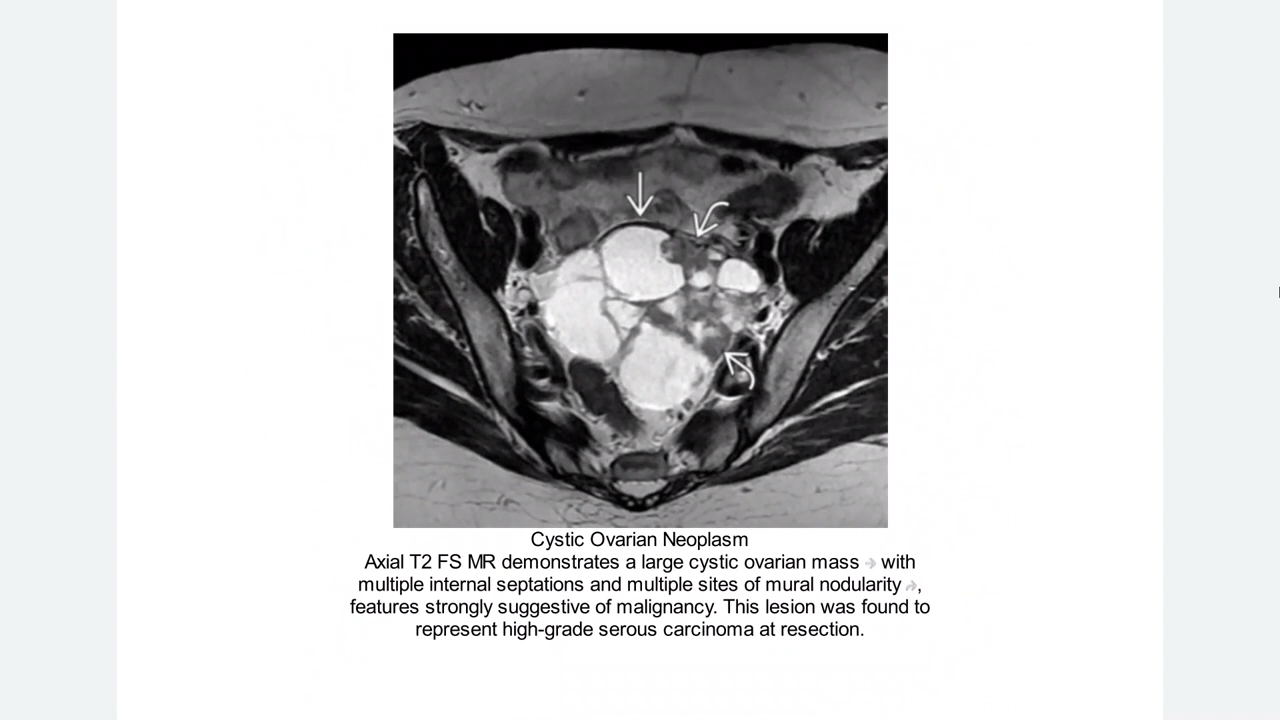 Cystic Ovarian Neoplasm
Axial T2 FS MR demonstrates a large cystic ovarian mass with
multiple internal septations and multiple sites of mural nodularity ,
features strongly suggestive of malignancy. This lesion was found to
represent high-grade serous carcinoma at resection.